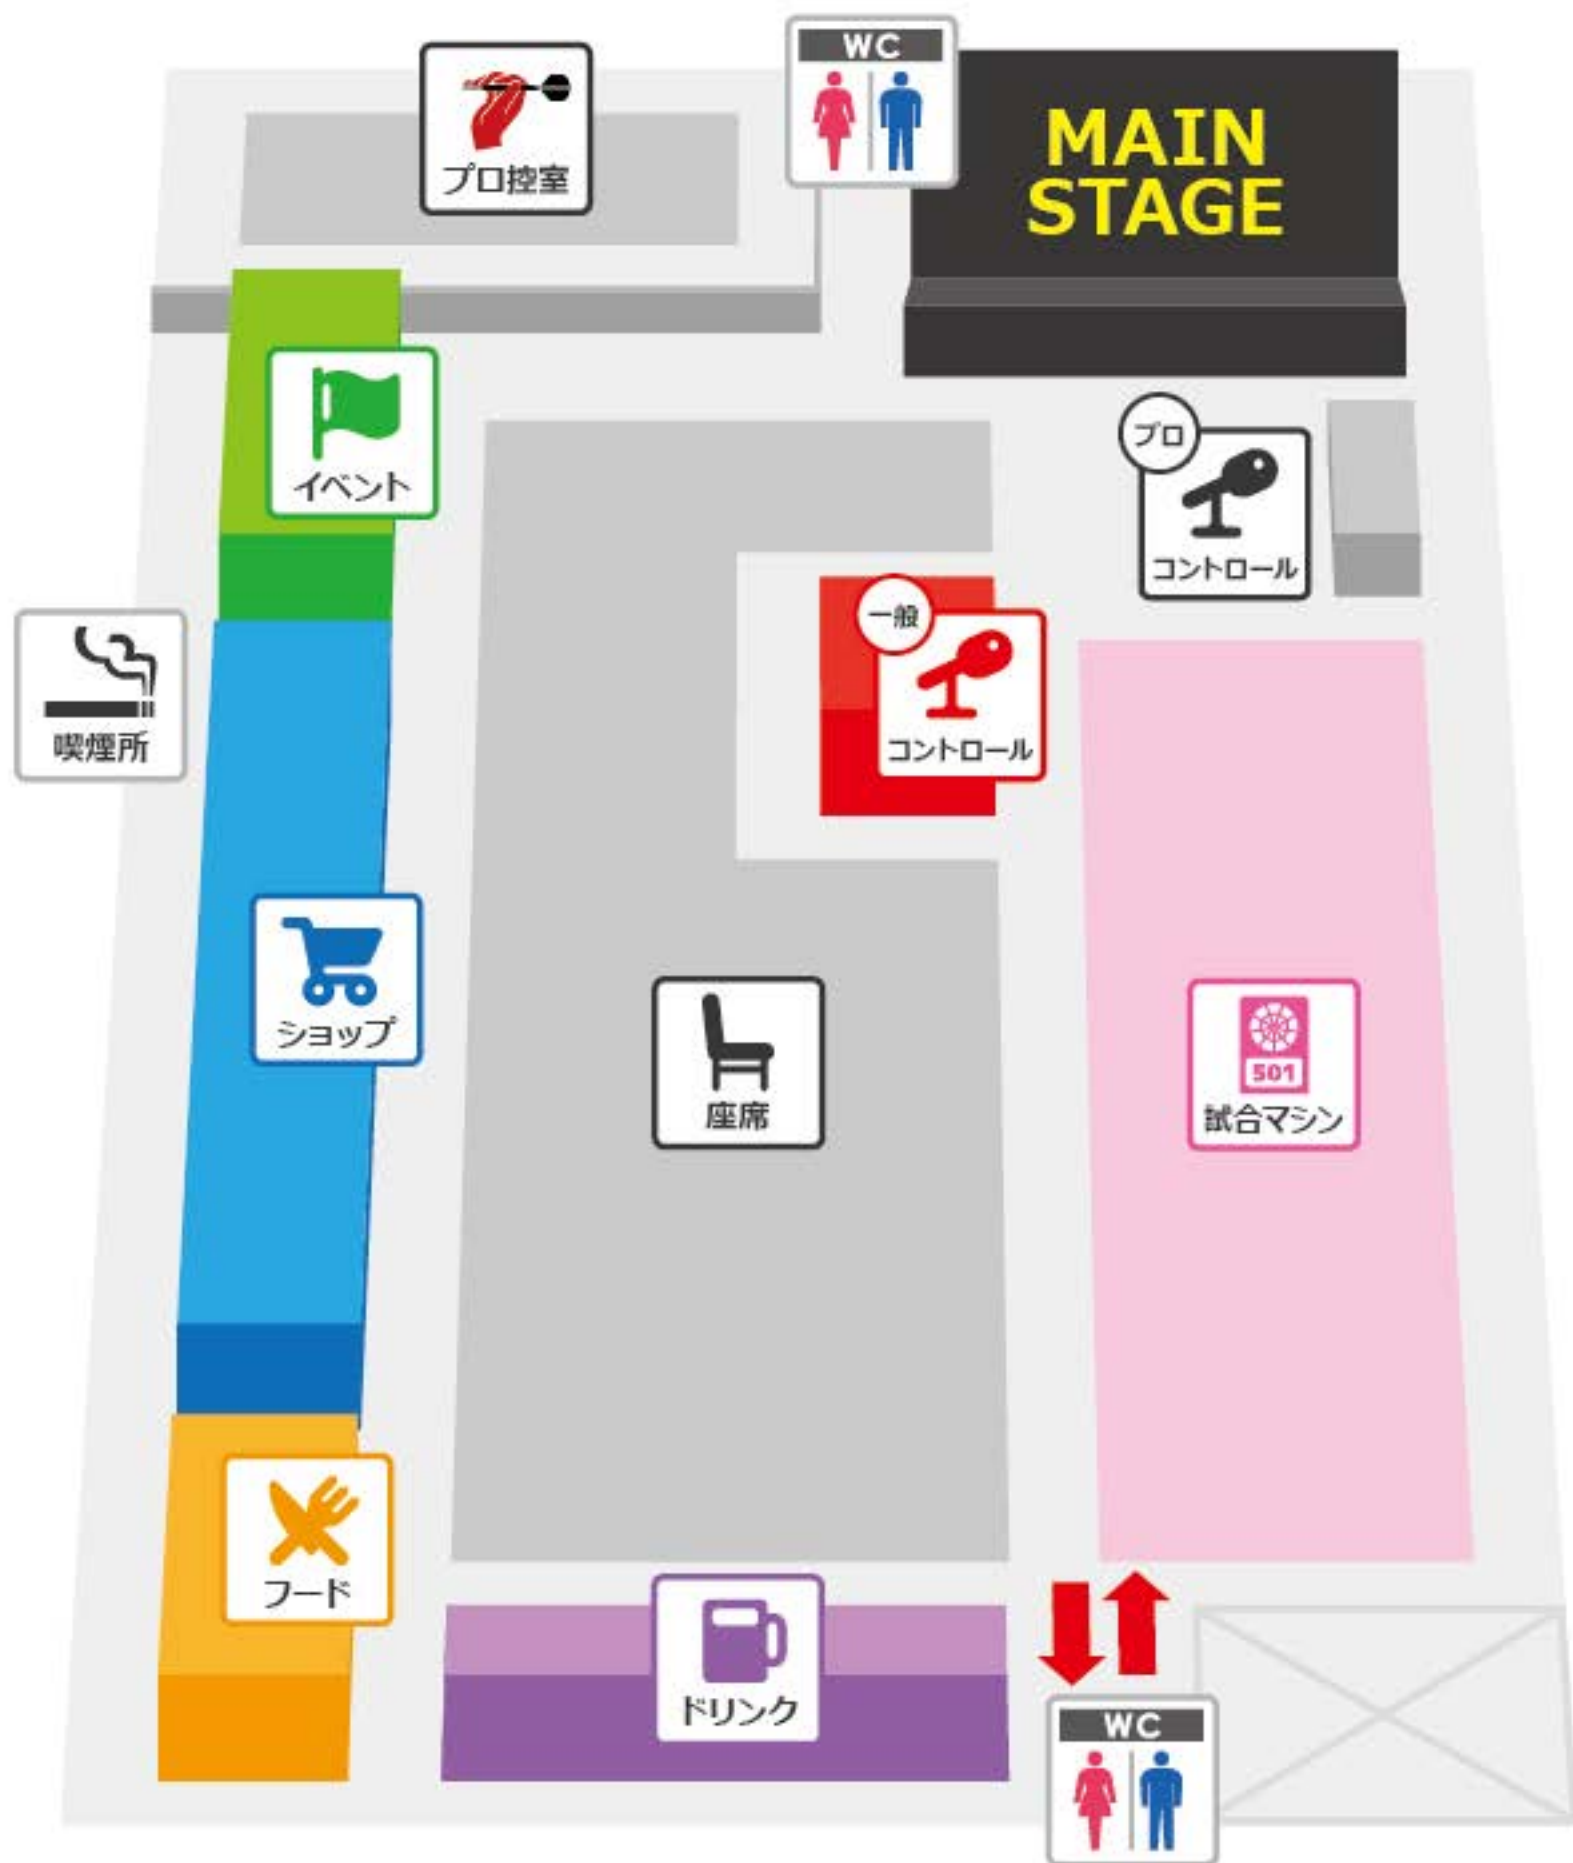 WC
プロ控室
MAIN
STAGE
イベント
プロ
コントロール
一般
コントロール
喫煙所
ショップ
座席
501
試合マシン
フード
ドリンク
WC